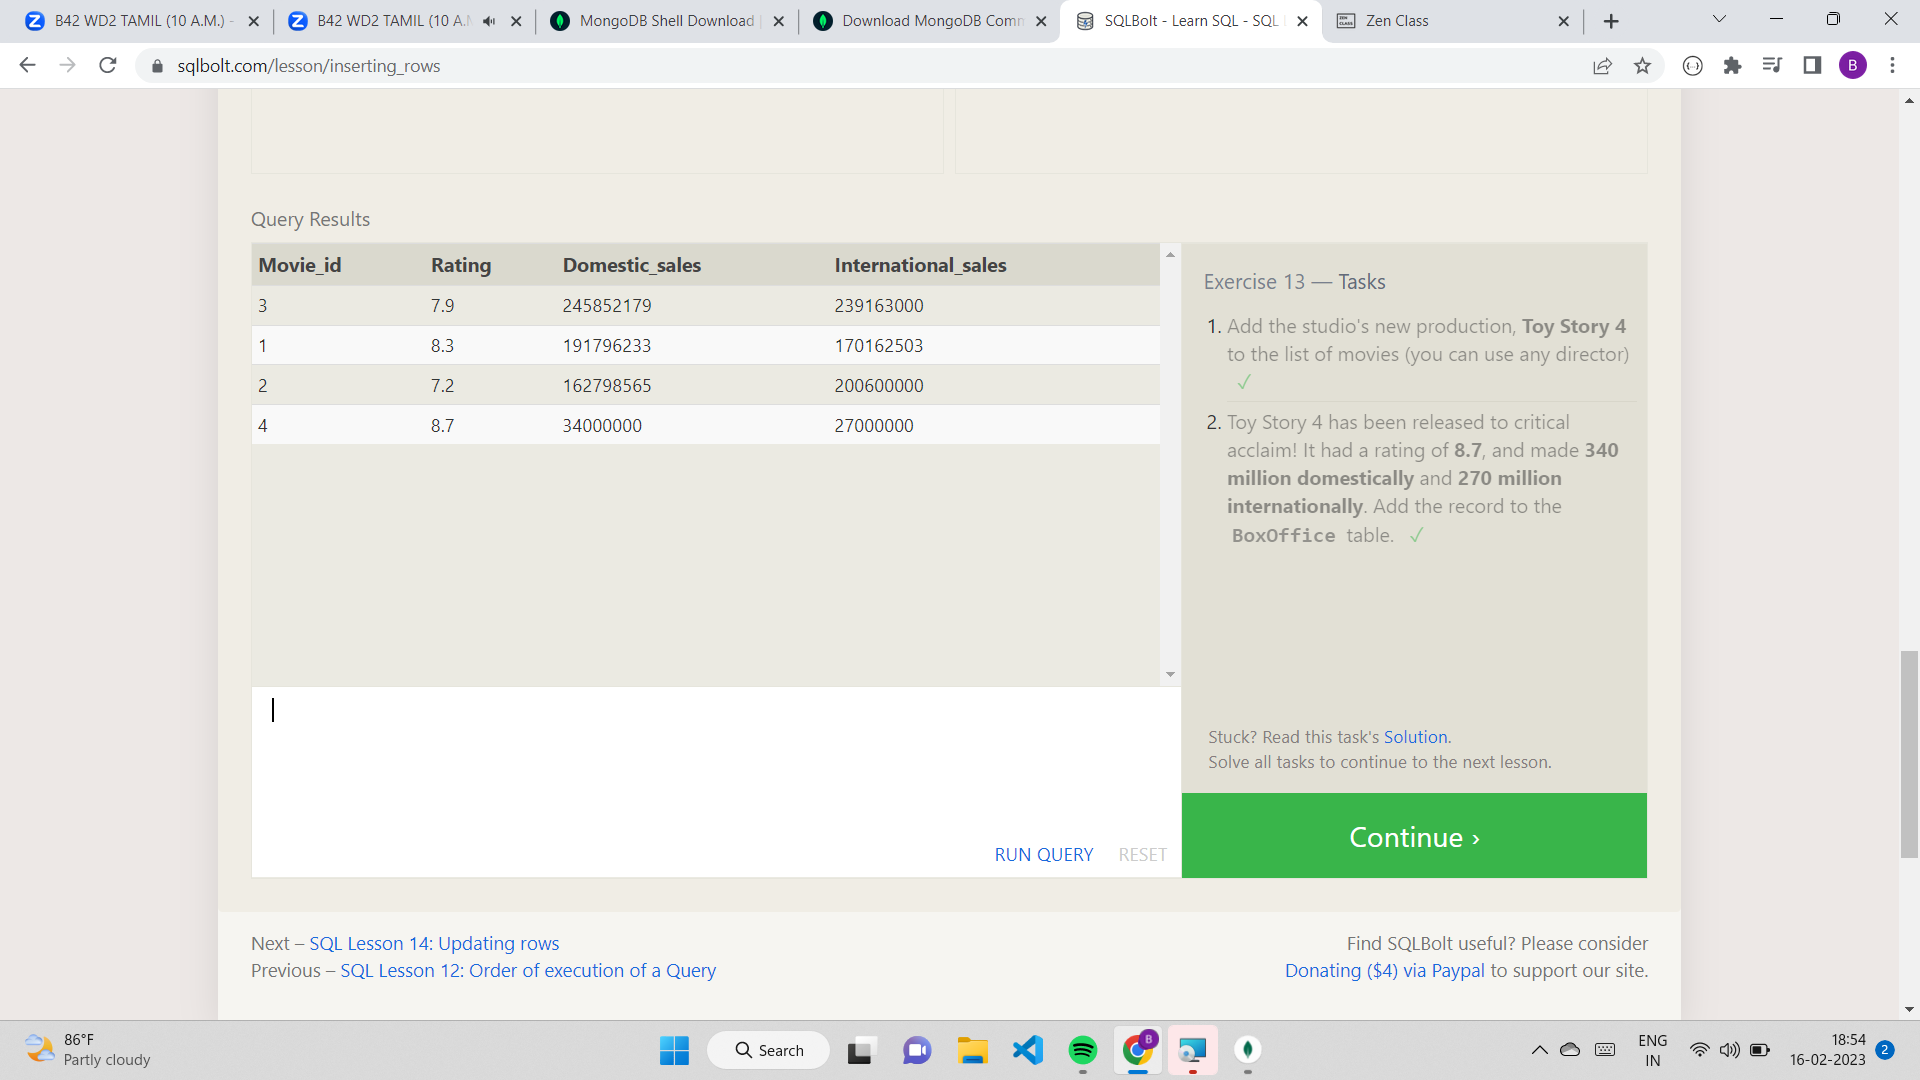 B42 WD2 TAMIL (10 A.M.) -
B42 WD2 TAMIL (10 A.M
MongoDB Shell Download |
Download MongoDB Comm
SQLBolt - Learn SQL - SQL L
Zen Class
sqlbolt.com/lesson/inserting_rows
B
Query Results
Movie_id Rating Domestic_sales International_sales
3 7.9 245852179 239163000
1 8.3 191796233 170162503
2 7.2 162798565 200600000
4 8.7 34000000 27000000
RUN QUERY RESET
Exercise 13 — Tasks
1. Add the studio's new production, Toy Story 4
to the list of movies (you can use any director)
✓
2. Toy Story 4 has been released to critical
acclaim! It had a rating of 8.7, and made 340
million domestically and 270 million
internationally. Add the record to the
BoxOffice table. ✓
Stuck? Read this task's Solution.
Solve all tasks to continue to the next lesson.
Continue ›
Next – SQL Lesson 14: Updating rows
Previous – SQL Lesson 12: Order of execution of a Query
Find SQLBolt useful? Please consider
Donating ($4) via Paypal to support our site.
86°F
Partly cloudy
Search
B
ENG
IN
18:54
16-02-2023
2